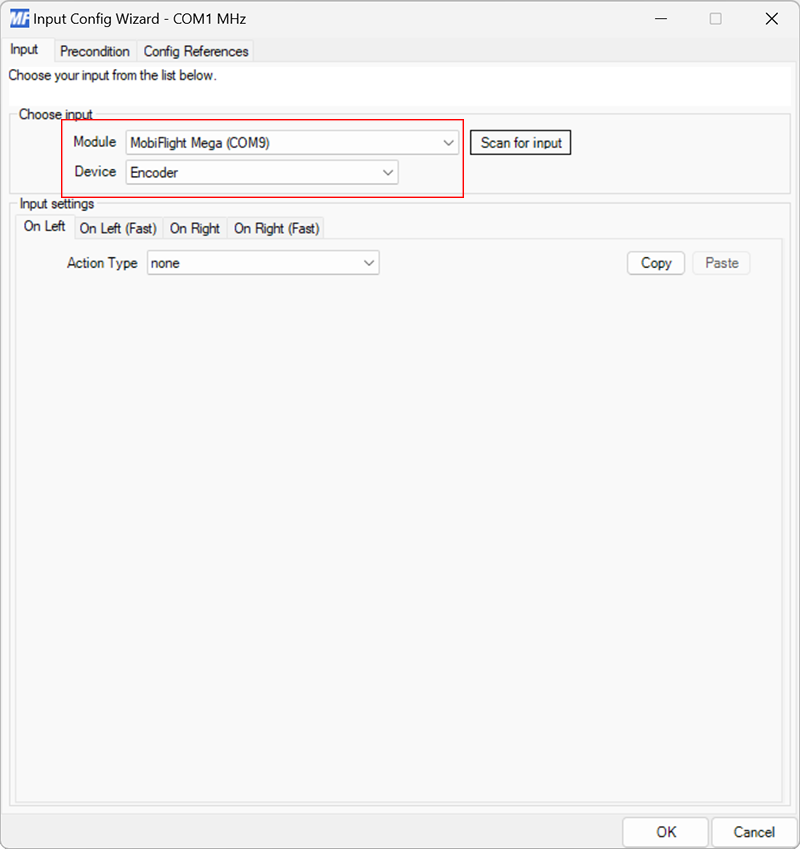 MF Input Config Wizard - COM1 MHz
Input Precondition Config References
Choose your input from the list below.
Choose input
Module MobiFlight Mega (COM9) Scan for input
Device Encoder
Input settings
On Left On Left (Fast) On Right On Right (Fast)
Action Type none Copy Paste
OK Cancel